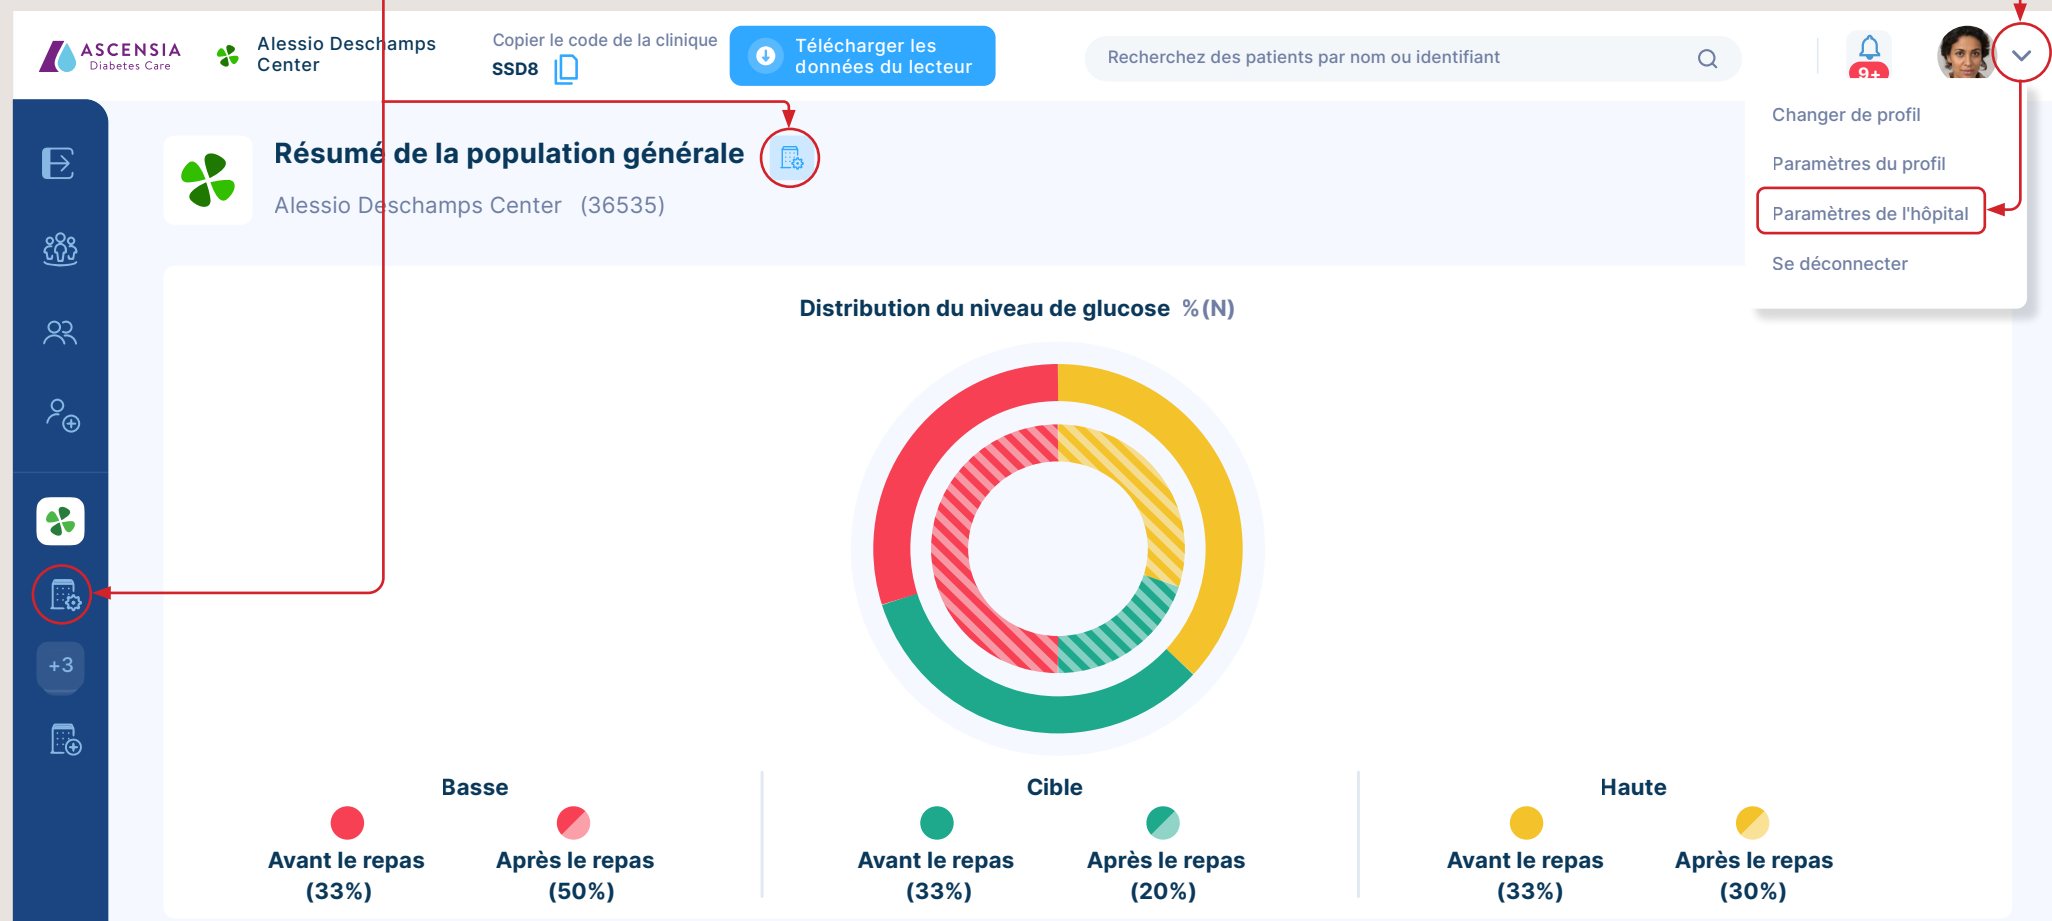 ASCENSIA
Diabetes Care
Alessio Deschamps
Center
Copier le code de la clinique
SSD8
Télécharger les
données du lecteur
Recherchez des patients par nom ou identifiant
9+
Changer de profil
Paramètres du profil
Paramètres de l'hôpital
Se déconnecter
Résumé de la population générale
Alessio Deschamps Center (36535)
+3
Distribution du niveau de glucose %(N)
Basse
Avant le repas
(33%)
Après le repas
(50%)
Cible
Avant le repas
(33%)
Après le repas
(20%)
Haute
Avant le repas
(33%)
Après le repas
(30%)